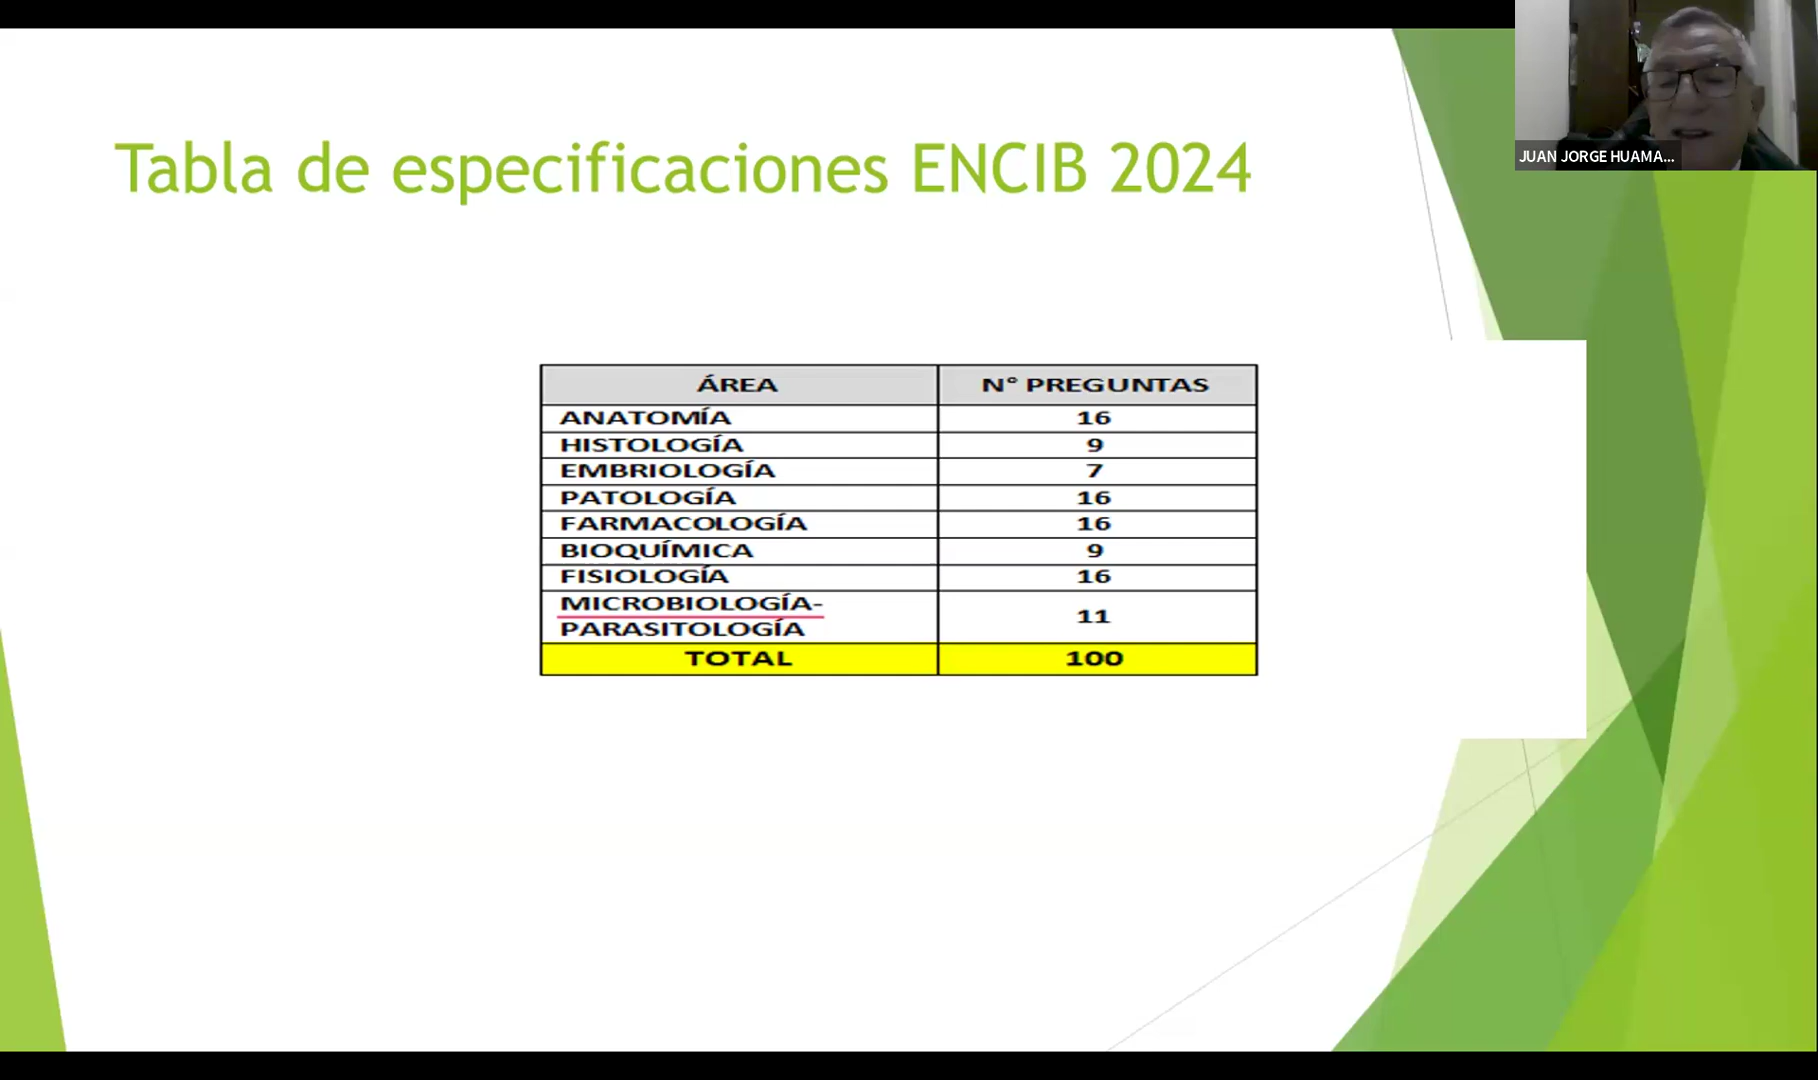 Tabla de especificaciones ENCIB 2024
JUAN JORGE HUAMA...
ÁREA N° PREGUNTAS
ANATOMÍA 16
HISTOLOGÍA 9
EMBRIOLOGÍA 7
PATOLOGÍA 16
FARMACOLOGÍA 16
BIOQUÍMICA 9
FISIOLOGÍA 16
MICROBIOLOGÍA-
PARASITOLOGÍA 11
TOTAL 100